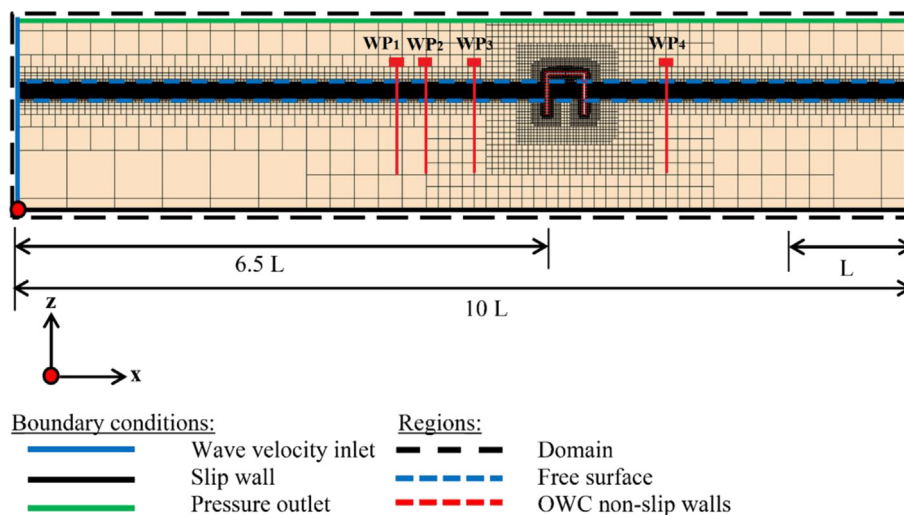 WP1
WP2
WP3
WP4
6.5 L
L
10 L
z
x
Boundary conditions:
Wave velocity inlet
Slip wall
Pressure outlet
Regions:
Domain
Free surface
OWC non-slip walls